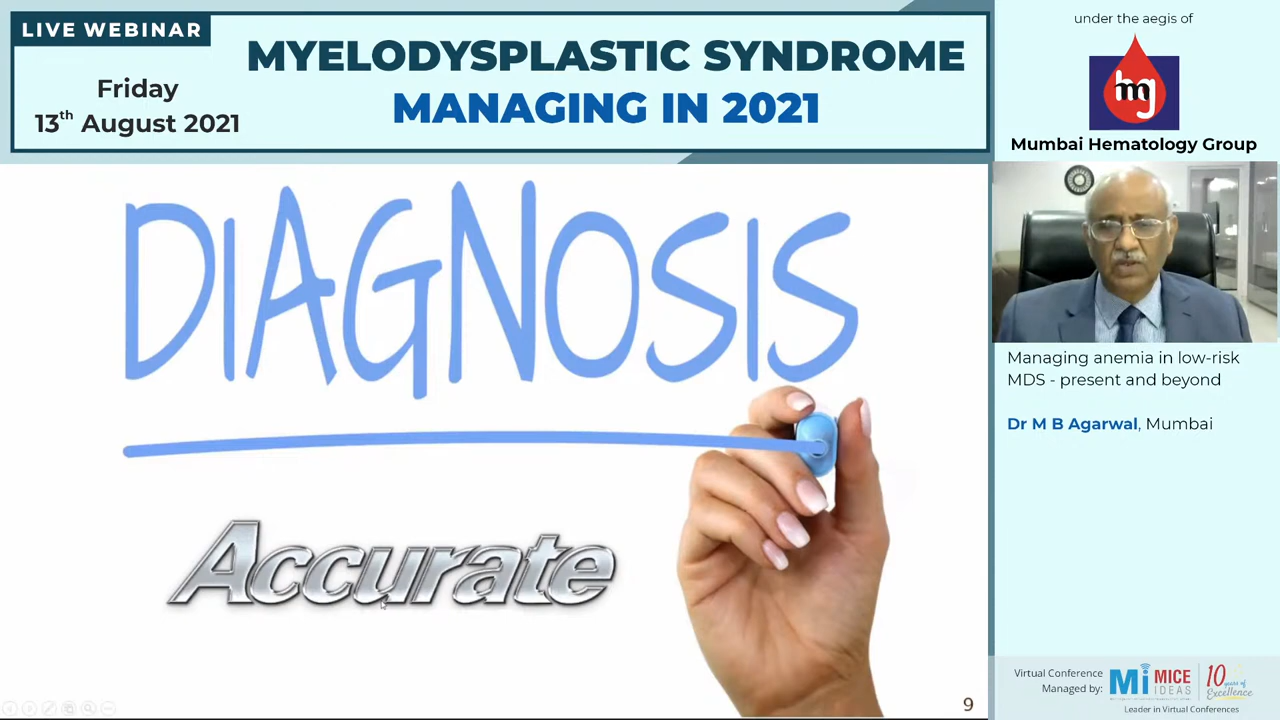 LIVE WEBINAR
Friday
13th August 2021
MYELODYSPLASTIC SYNDROME
MANAGING IN 2021
under the aegis of
hmg
Mumbai Hematology Group
DIAGNOSIS
Accurate
9
Managing anemia in low-risk
MDS - present and beyond
Dr M B Agarwal, Mumbai
Virtual Conference
Managed by:
Mi MICE
IDEAS
10 years of
Excellence
Leader in Virtual Conferences